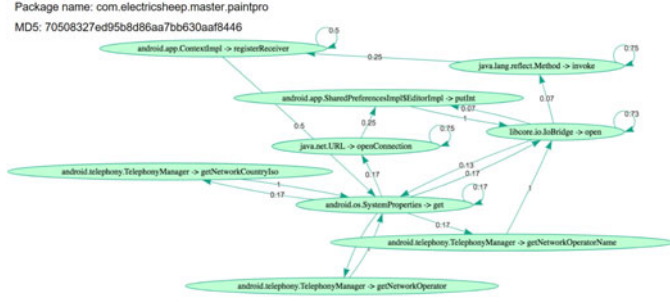 Package name: com.electricsheep.master.paintpro
MD5: 70508327ed95b8d86aa7bb630aaf8446
0.5
android.app.ContextImpl -> registerReceiver
0.75
0.25
java.lang.reflect.Method -> invoke
android.app.SharedPreferencesImpl$EditorImpl -> putInt
0.07
0.07
1
0.73
0.5
0.25
libcore.io.IoBridge -> open
0.75
java.net.URL -> openConnection
0.13
0.17
0.17
android.telephony.TelephonyManager -> getNetworkCountryIso
1
0.17
0.17
1
android.os.SystemProperties -> get
0.17
android.telephony.TelephonyManager -> getNetworkOperatorName
android.telephony.TelephonyManager -> getNetworkOperator